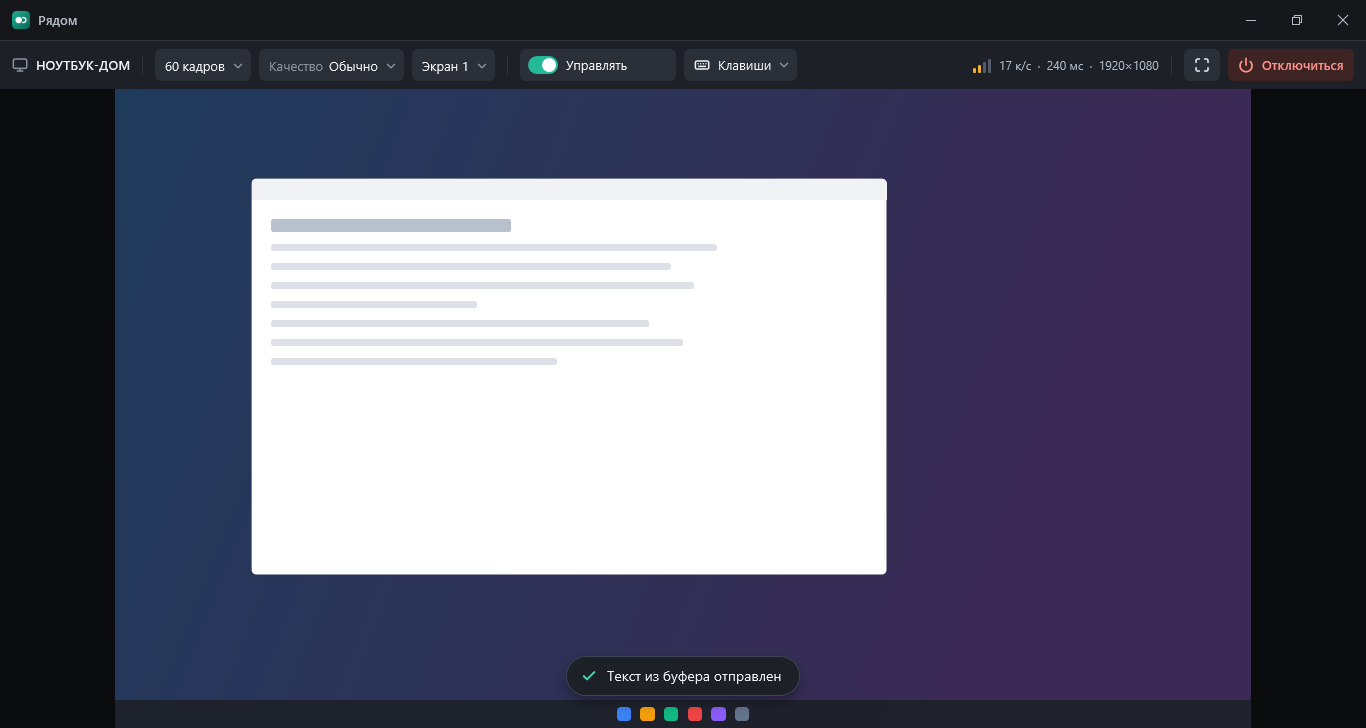 Рядом
НОУТБУК-ДОМ
60 кадров
Качество Обычно
Экран 1
Управлять
Клавиши
17 к/с · 240 мс · 1920×1080
Отключиться
Текст из буфера отправлен